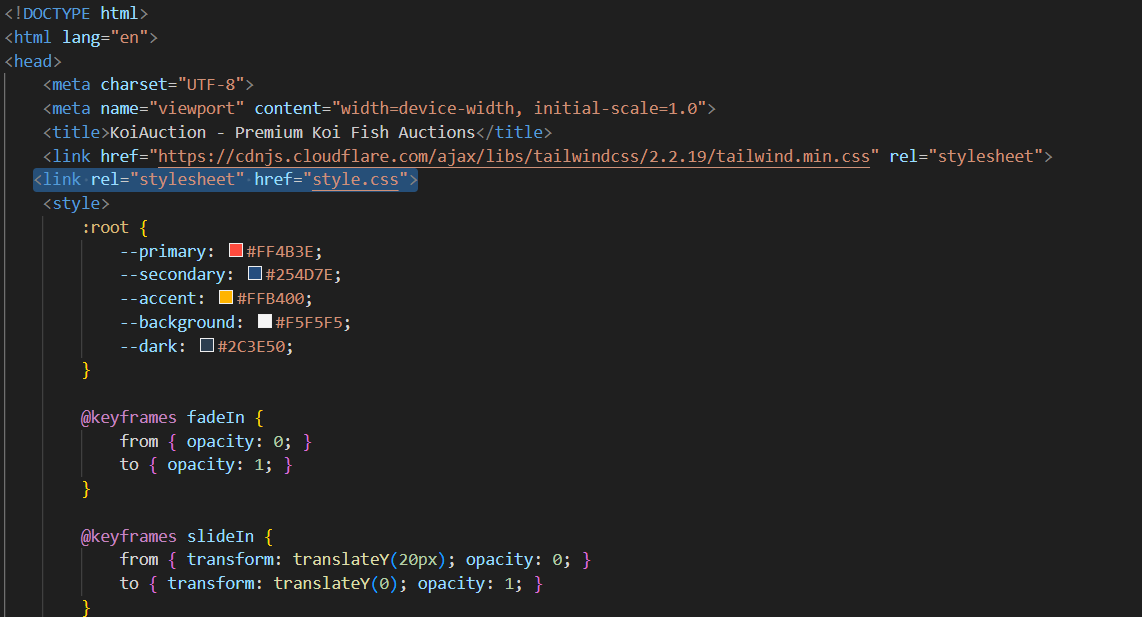 <!DOCTYPE html>
<html lang="en">
<head>
    <meta charset="UTF-8">
    <meta name="viewport" content="width=device-width, initial-scale=1.0">
    <title>KoiAuction - Premium Koi Fish Auctions</title>
    <link href="https://cdnjs.cloudflare.com/ajax/libs/tailwindcss/2.2.19/tailwind.min.css" rel="stylesheet">
    <link rel="stylesheet" href="style.css">
    <style>
        :root {
            --primary: #FF4B3E;
            --secondary: #254D7E;
            --accent: #FFB400;
            --background: #F5F5F5;
            --dark: #2C3E50;
        }

        @keyframes fadeIn {
            from { opacity: 0; }
            to { opacity: 1; }
        }

        @keyframes slideIn {
            from { transform: translateY(20px); opacity: 0; }
            to { transform: translateY(0); opacity: 1; }
        }